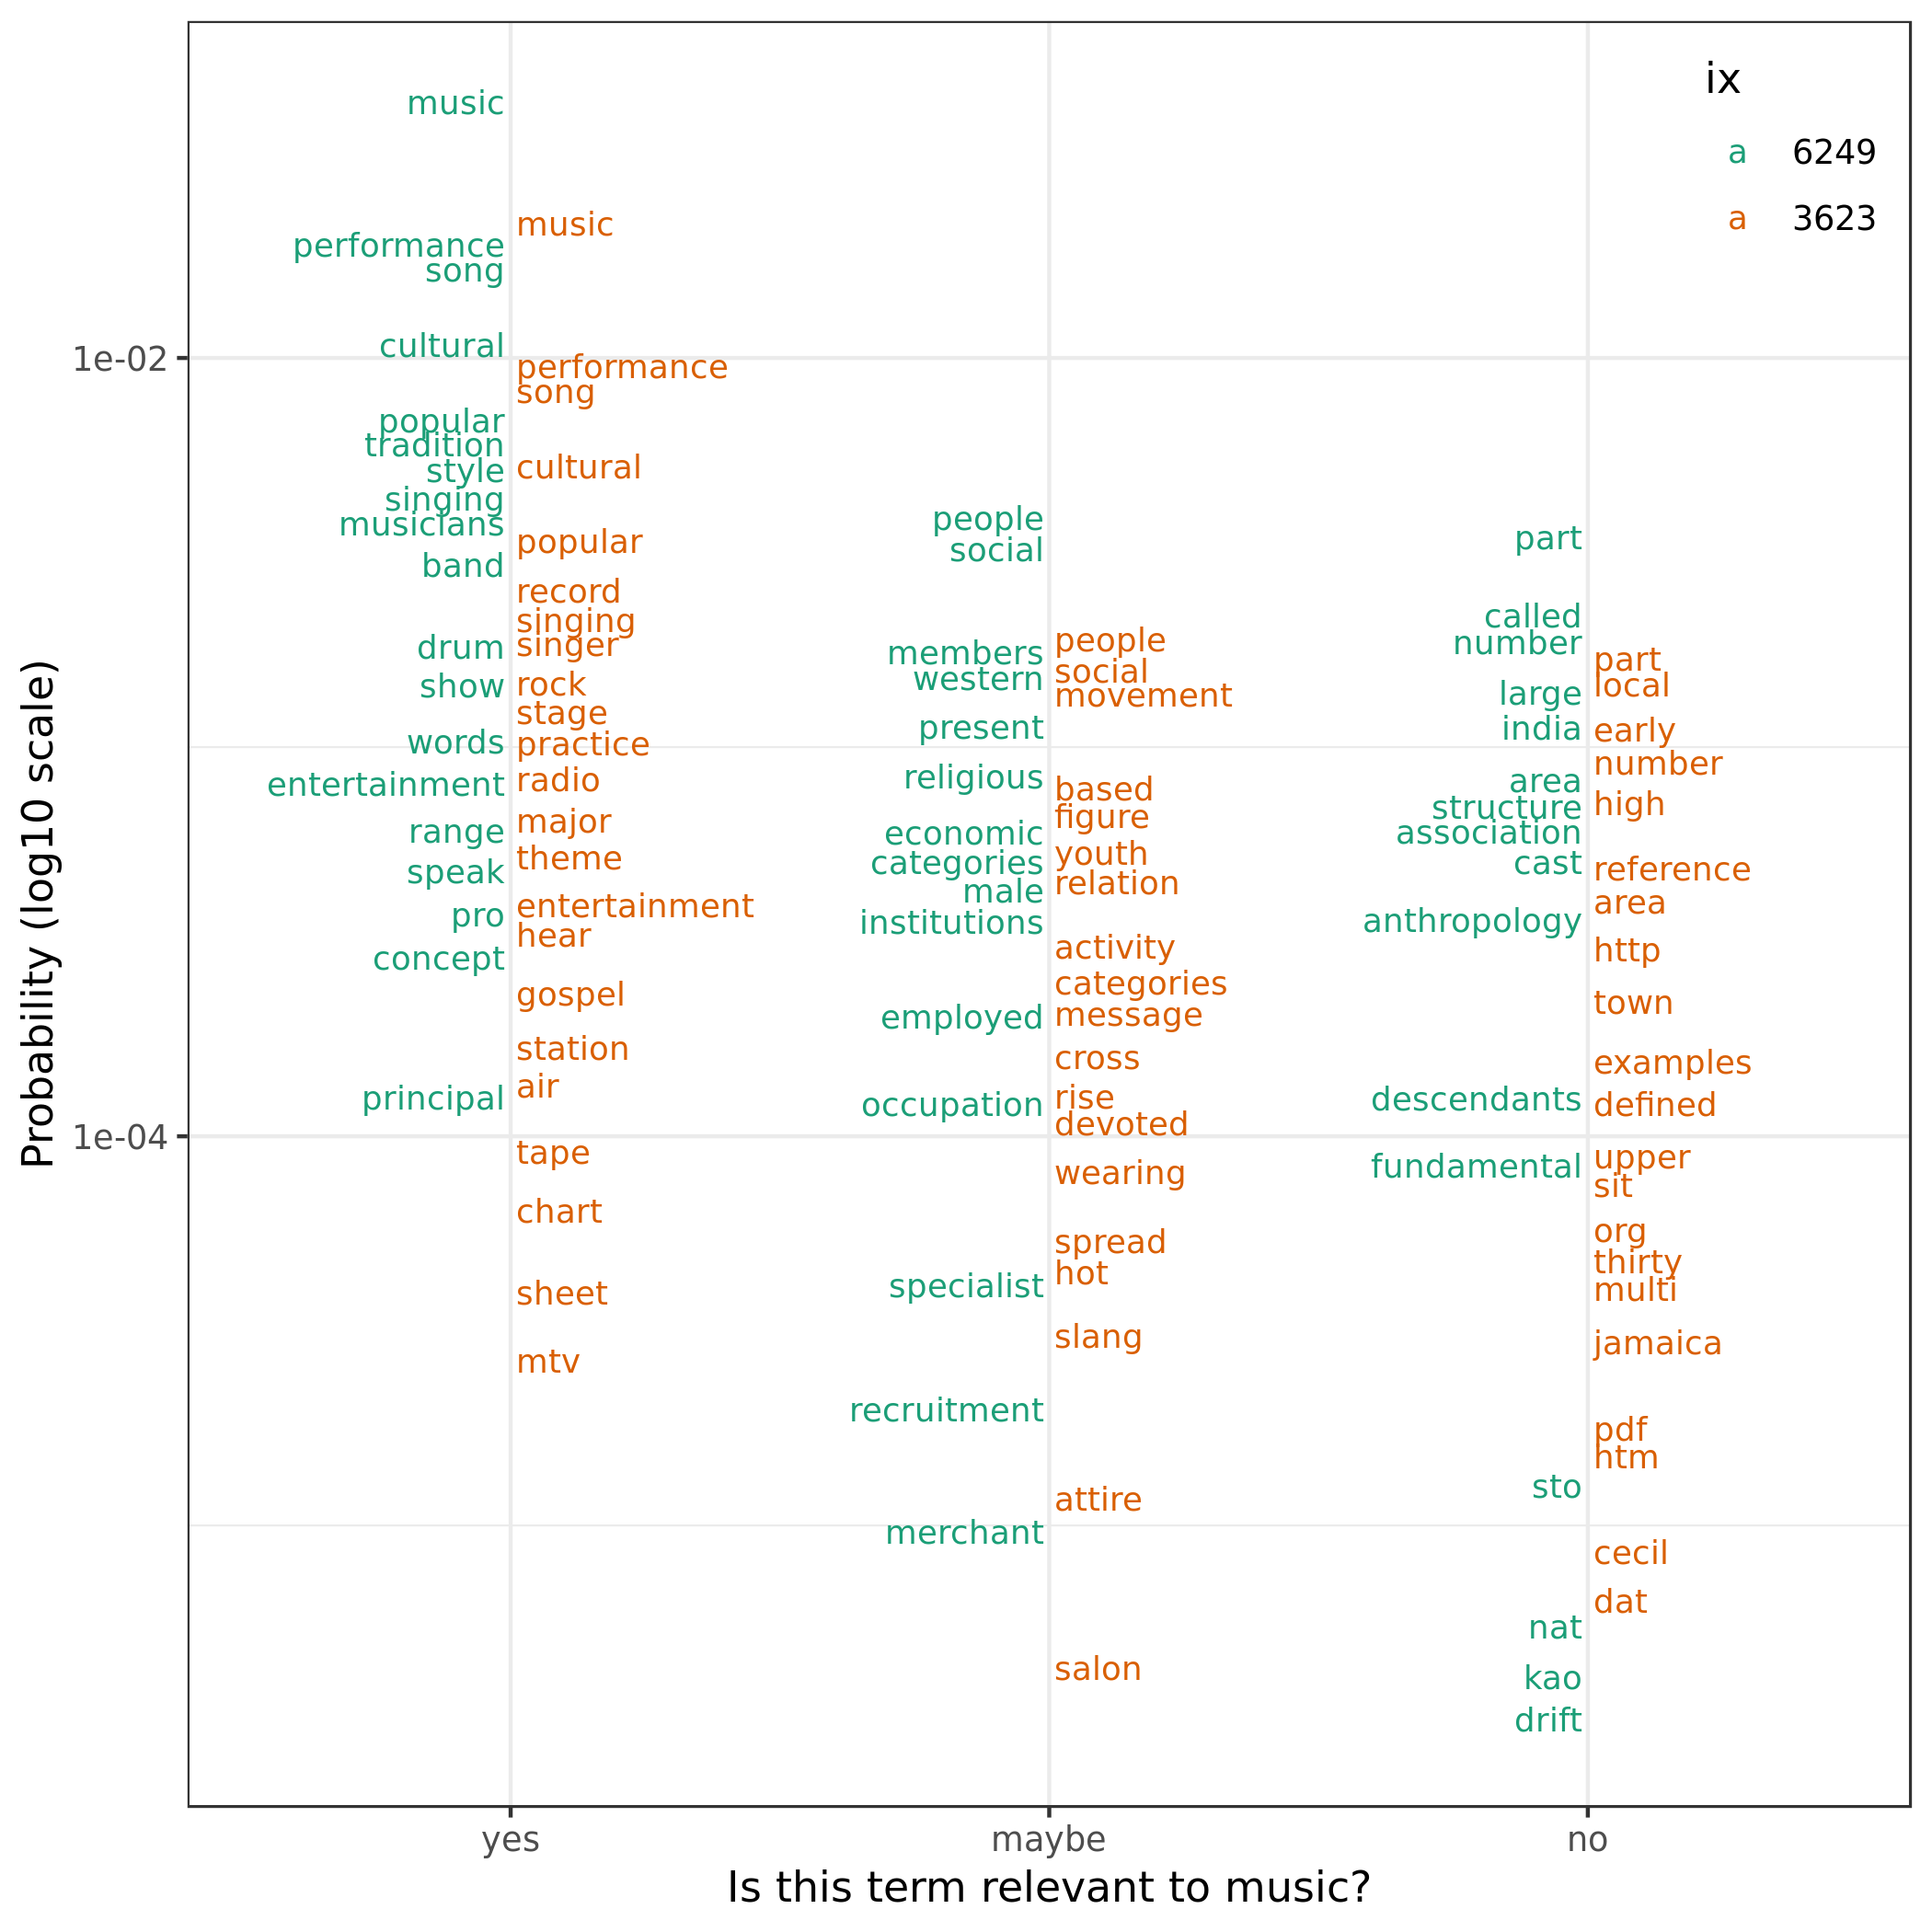 ix
a 6249
a 3623
Probability (log10 scale)
1e-02
1e-04
music
performance
song
cultural
popular
tradition
style
singing
musicians
band
drum
show
words
entertainment
range
speak
pro
concept
principal
music
performance
song
cultural
popular
record
singing
singer
rock
stage
practice
radio
major
theme
entertainment
hear
gospel
station
air
tape
chart
sheet
mtv
people
social
members
western
present
religious
economic
categories
male
institutions
employed
occupation
specialist
recruitment
merchant
people
social
movement
based
figure
youth
relation
activity
categories
message
cross
rise
devoted
wearing
spread
hot
slang
attire
salon
part
called
number
large
india
area
structure
association
cast
anthropology
descendants
fundamental
sto
nat
kao
drift
part
local
early
number
high
reference
area
http
town
examples
defined
upper
sit
org
thirty
multi
jamaica
pdf
htm
cecil
dat
yes maybe no
Is this term relevant to music?